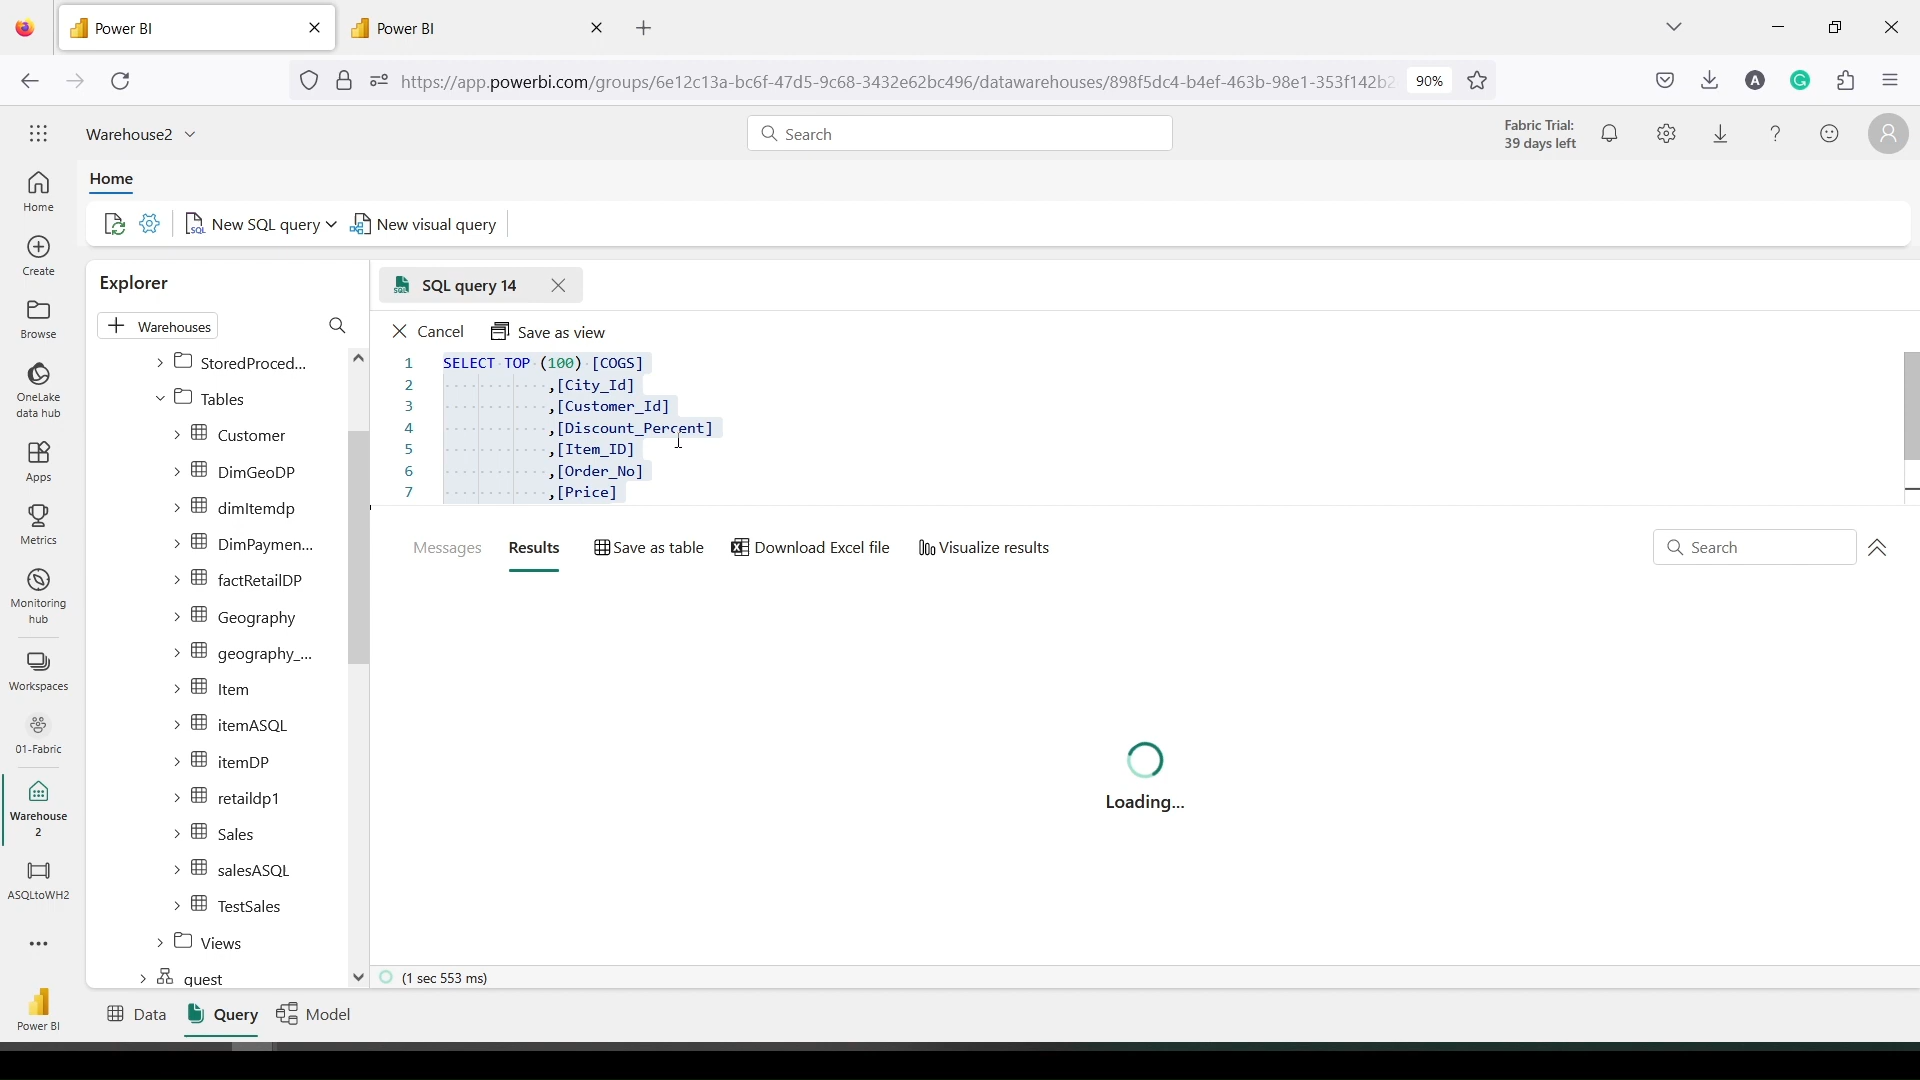 Power BI
Power BI
https://app.powerbi.com/groups/6e12c13a-bc6f-47d5-9c68-3432e62bc496/datawarehouses/898f5dc4-b4ef-463b-98e1-353f142b2
90%
Warehouse2
Search
Fabric Trial:
39 days left
Home
New SQL query
New visual query
Home
Create
Browse
OneLake
data hub
Apps
Metrics
Monitoring
hub
Workspaces
01-Fabric
Warehouse
2
ASQLtoWH2
Power BI
Explorer
+ Warehouses
StoredProced...
Tables
Customer
DimGeoDP
dimItemdp
DimPaymen...
factRetailDP
Geography
geography_...
Item
itemASQL
itemDP
retaildp1
Sales
salesASQL
TestSales
Views
guest
SQL query 14
Cancel
Save as view
1 SELECT TOP (100) [COGS]
2 ,[City_Id]
3 ,[Customer_Id]
4 ,[Discount_Percent]
5 ,[Item_ID]
6 ,[Order_No]
7 ,[Price]
Messages
Results
Save as table
Download Excel file
Visualize results
Search
Loading...
(1 sec 553 ms)
Data
Query
Model